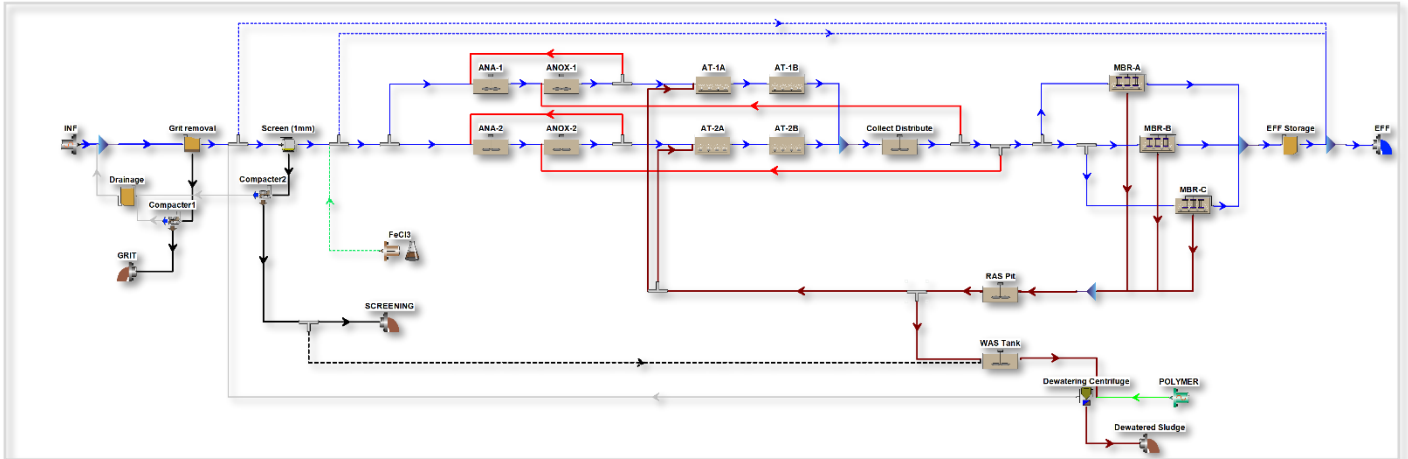 ANA-1
ANOX-1
AT-1A
AT-1B
MBR-A
INF
Grit removal
Screen (1mm)
ANA-2
ANOX-2
AT-2A
AT-2B
Collect Distribute
MBR-B
EFF Storage
EFF
Drainage
Compacter2
MBR-C
Compacter1
FeCl3
GRIT
RAS Pit
SCREENING
WAS Tank
Dewatering Centrifuge
POLYMER
Dewatered Sludge